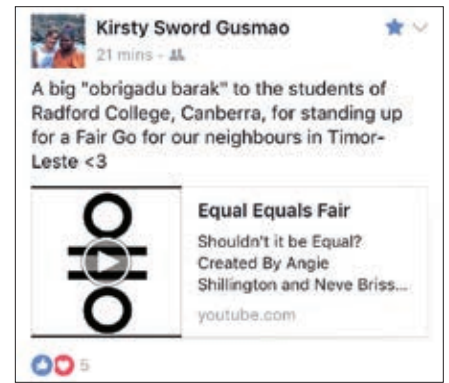 Kirsty Sword Gusmao
21 mins -
A big "obrigadu barak" to the students of
Radford College, Canberra, for standing up
for a Fair Go for our neighbours in Timor-
Leste <3
Equal Equals Fair
Shouldn't it be Equal?
Created By Angie
Shillington and Neve Briss...
youtube.com
5